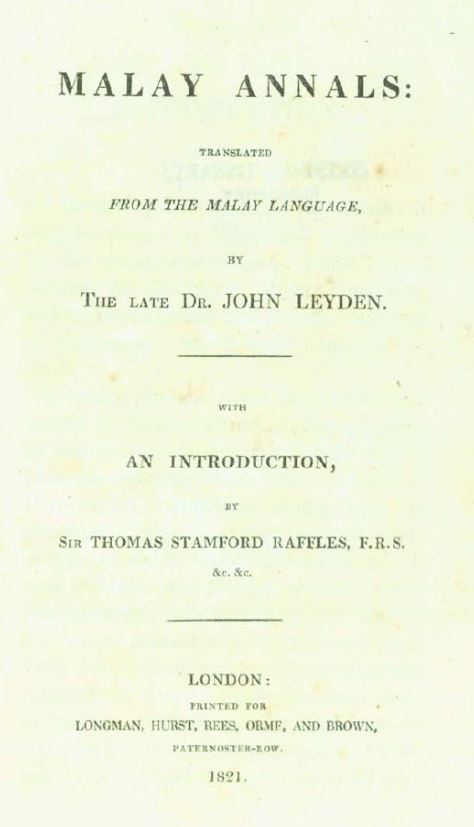 MALAY ANNALS:
TRANSLATED
FROM THE MALAY LANGUAGE,
BY
THE LATE DR. JOHN LEYDEN.
WITH
AN INTRODUCTION,
BY
SIR THOMAS STAMFORD RAFFLES, F.R.S.
&c. &c.
LONDON:
PRINTED FOR
LONGMAN, HURST, REES, ORME, AND BROWN,
PATERNOSTER-ROW.
1821.